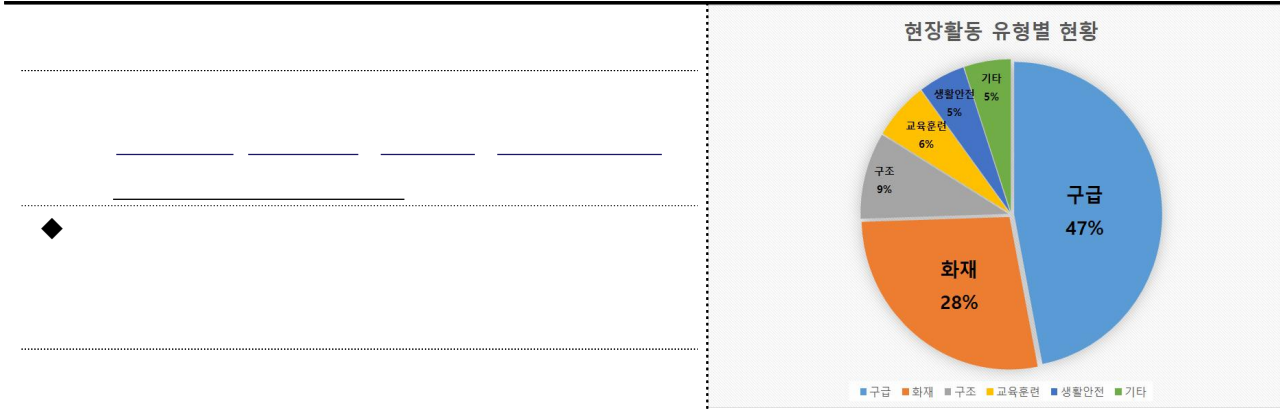 현장활동 유형별 현황
기타
5%
생활안전
5%
교육훈련
6%
구조
9%
구급
47%
화재
28%
구급 화재 구조 교육훈련 생활안전 기타